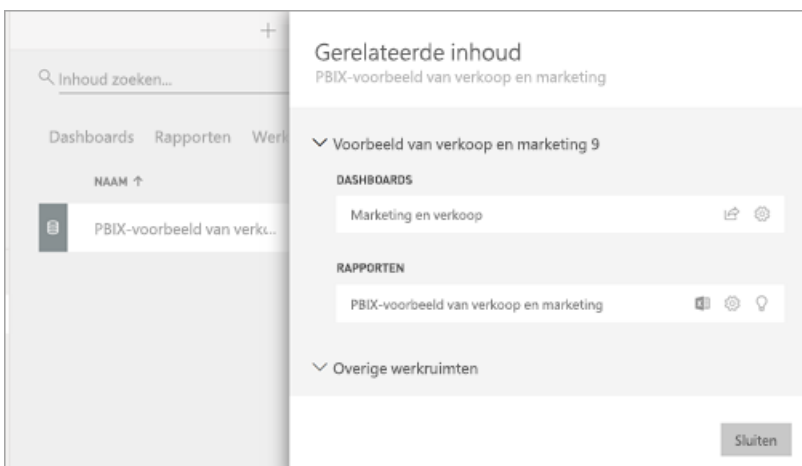 Inhoud zoeken...
Dashboards Rapporten Werk
NAAM ↑
PBIX-voorbeeld van verko...
Gerelateerde inhoud
PBIX-voorbeeld van verkoop en marketing
Voorbeeld van verkoop en marketing 9
DASHBOARDS
Marketing en verkoop
RAPPORTEN
PBIX-voorbeeld van verkoop en marketing
Overige werkruimten
Sluiten